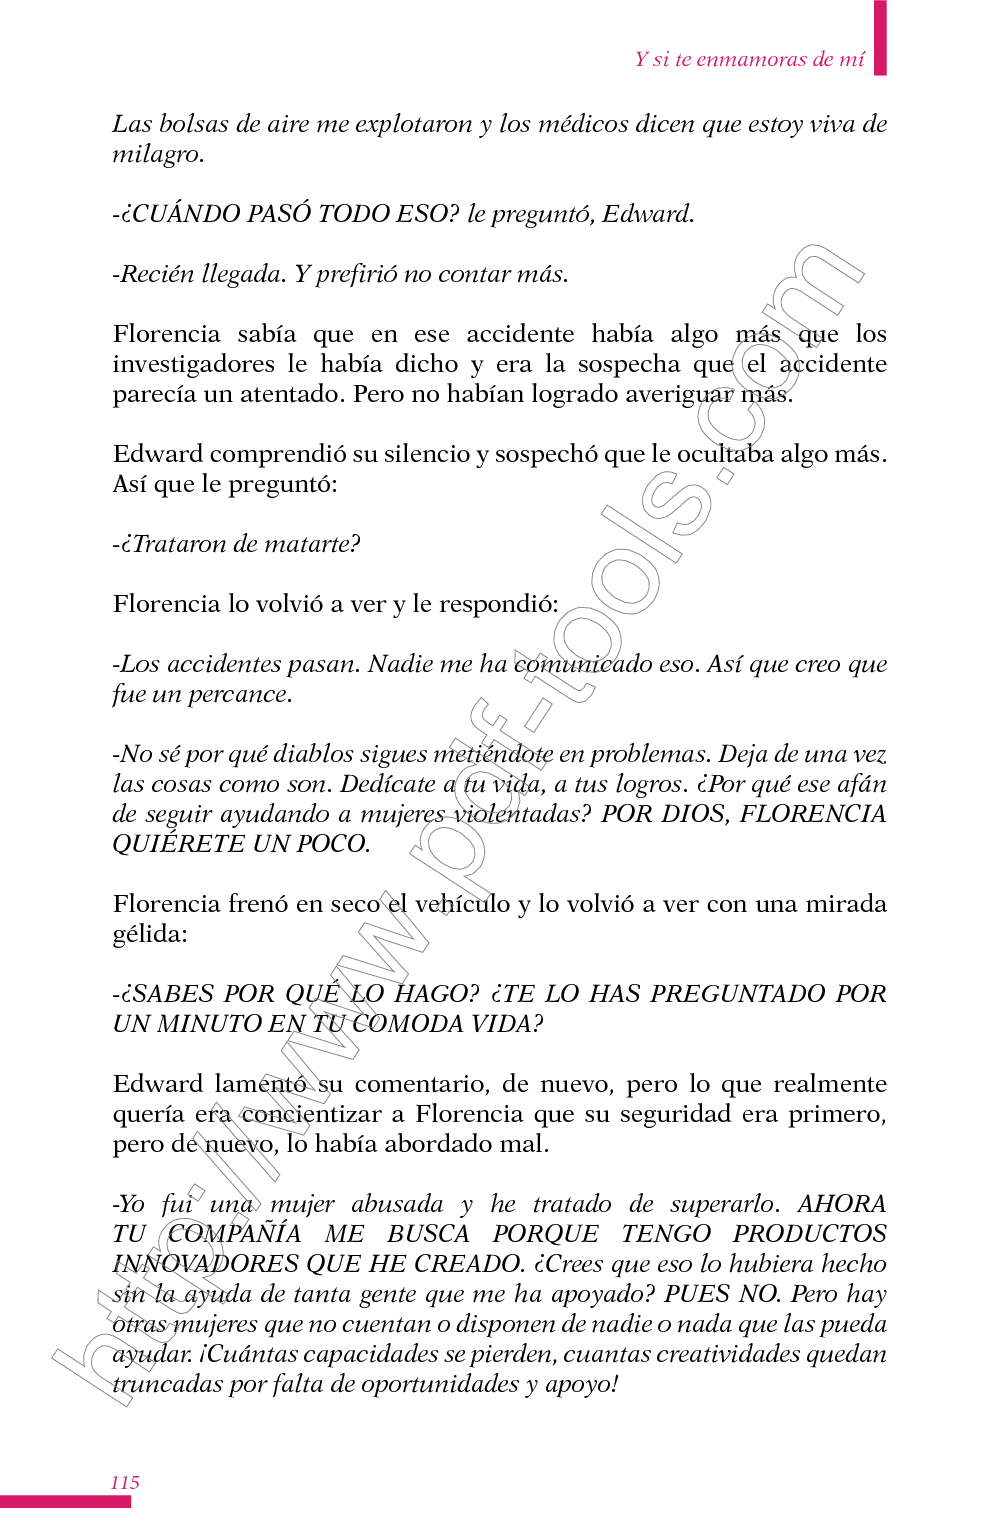 Y si te enmamoras de mí
Las bolsas de aire me explotaron y los médicos dicen que estoy viva de
milagro.
-¿CUÁNDO PASÓ TODO ESO? le preguntó, Edward.
-Recién llegada. Y prefirió no contar más.
Florencia sabía que en ese accidente había algo más que los
investigadores le había dicho y era la sospecha que el accidente
parecía un atentado. Pero no habían logrado averiguar más.
Edward comprendió su silencio y sospechó que le ocultaba algo más.
Así que le preguntó:
-¿Trataron de matarte?
Florencia lo volvió a ver y le respondió:
-Los accidentes pasan. Nadie me ha comunicado eso. Así que creo que
fue un percance.
-No sé por qué diablos sigues metiéndote en problemas. Deja de una vez
las cosas como son. Dedícate a tu vida, a tus logros. ¿Por qué ese afán
de seguir ayudando a mujeres violentadas? POR DIOS, FLORENCIA
QUIÉRETE UN POCO.
Florencia frenó en seco el vehículo y lo volvió a ver con una mirada
gélida:
-¿SABES POR QUÉ LO HAGO? ¿TE LO HAS PREGUNTADO POR
UN MINUTO EN TU COMODA VIDA?
Edward lamentó su comentario, de nuevo, pero lo que realmente
quería era concientizar a Florencia que su seguridad era primero,
pero de nuevo, lo había abordado mal.
-Yo fui una mujer abusada y he tratado de superarlo. AHORA
TU COMPAÑÍA ME BUSCA PORQUE TENGO PRODUCTOS
INNOVADORES QUE HE CREADO. ¿Crees que eso lo hubiera hecho
sin la ayuda de tanta gente que me ha apoyado? PUES NO. Pero hay
otras mujeres que no cuentan o disponen de nadie o nada que las pueda
ayudar. ¡Cuántas capacidades se pierden, cuantas creatividades quedan
truncadas por falta de oportunidades y apoyo!
115
http://www.pdf-tools.com